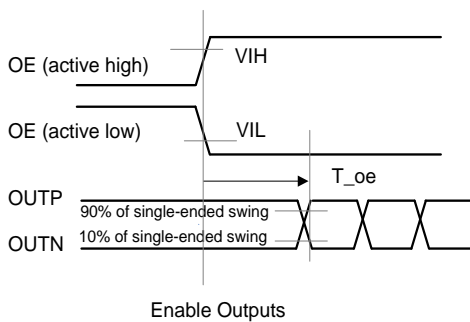 OE (active high)
VIH
OE (active low)
VIL
T_oe
OUTP
90% of single-ended swing
OUTN
10% of single-ended swing
Enable Outputs